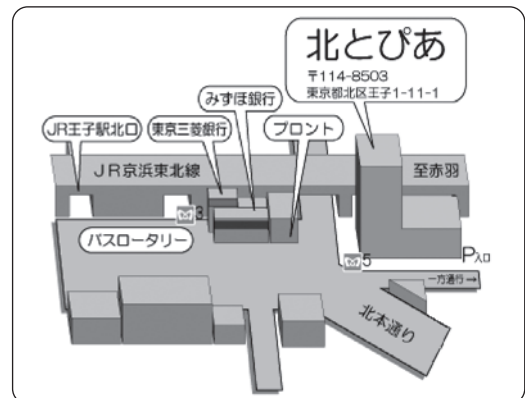 北とぴあ
〒114-8503
東京都北区王子1-11-1
みずほ銀行
JR王子駅北口
東京三菱銀行
プロント
JR京浜東北線
至赤羽
3
バスロータリー
5
P入口
一方通行→
北本通り